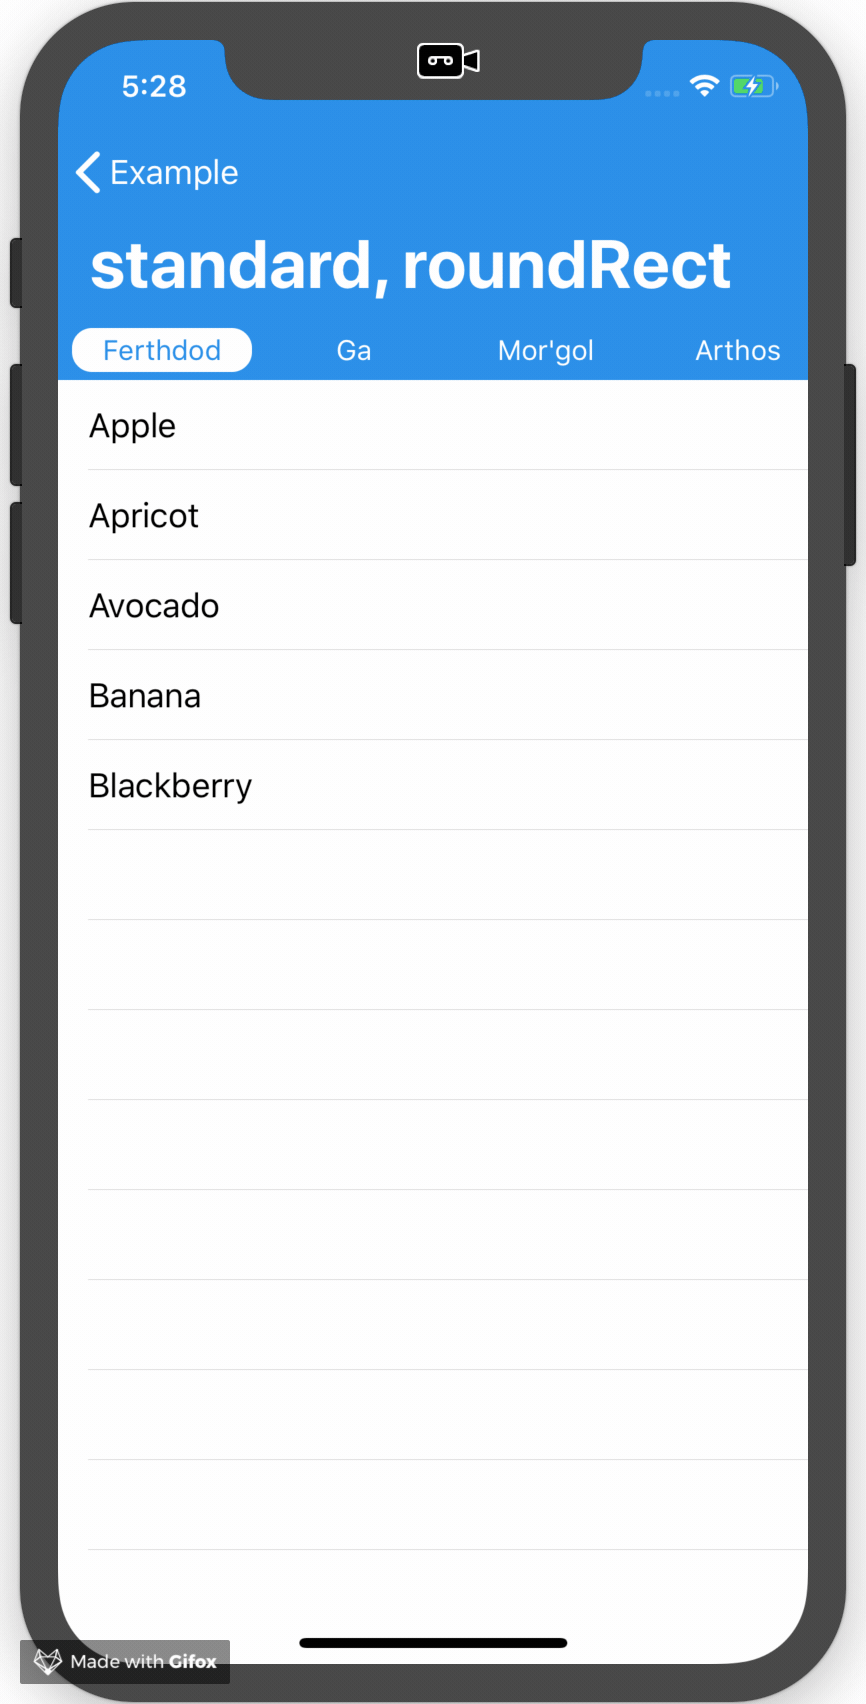 5:28
Example
standard, roundRect
Ferthdod Ga Mor'gol Arthos
Apple
Apricot
Avocado
Banana
Blackberry
Made with Gifox